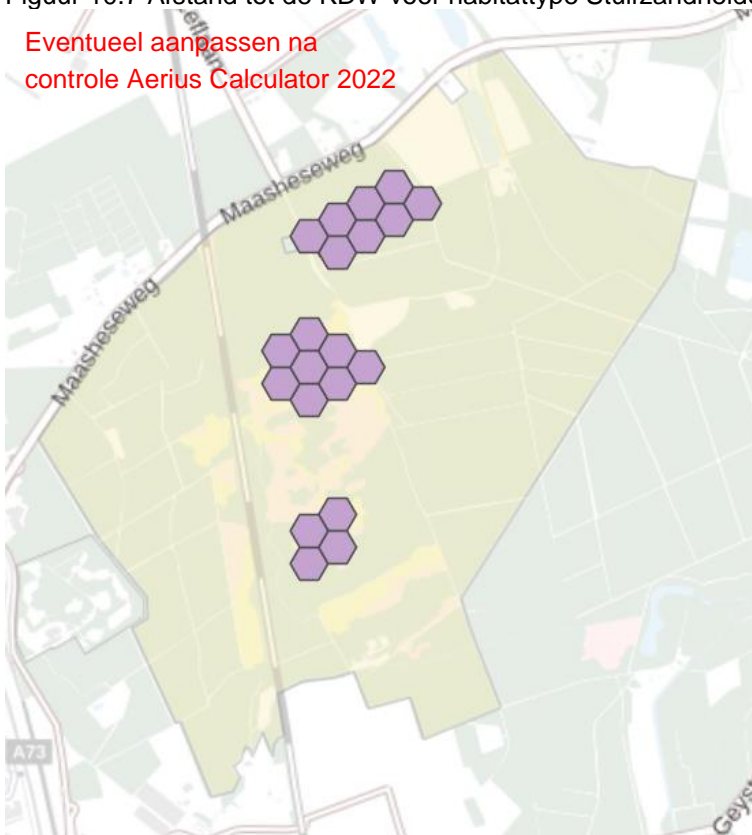 Eventueel aanpassen na
controle Aerius Calculator 2022
Maasheseweg
Maasheseweg
A73